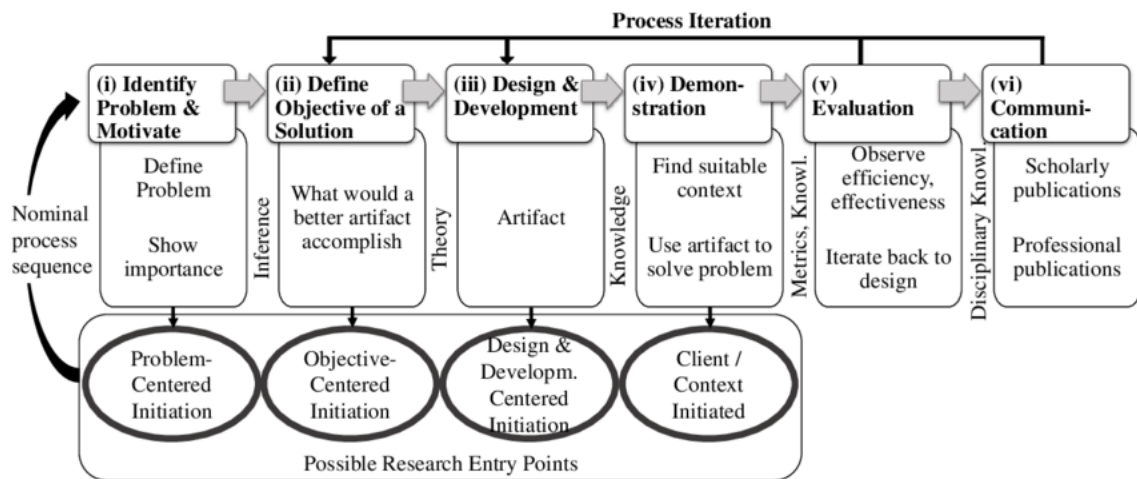 Process Iteration
(i) Identify
Problem &
Motivate
(ii) Define
Objective of a
Solution
(iii) Design &
Development
(iv) Demon-
stration
(v)
Evaluation
(vi)
Communi-
cation
Nominal
process
sequence
Define
Problem
Show
importance
Inference
What would a
better artifact
accomplish
Theory
Artifact
Knowledge
Find suitable
context
Use artifact to
solve problem
Metrics, Knowl.
Observe
efficiency,
effectiveness
Iterate back to
design
Disciplinary Knowl.
Scholarly
publications
Professional
publications
Problem-
Centered
Initiation
Objective-
Centered
Initiation
Design &
Developm.
Centered
Initiation
Client /
Context
Initiated
Possible Research Entry Points